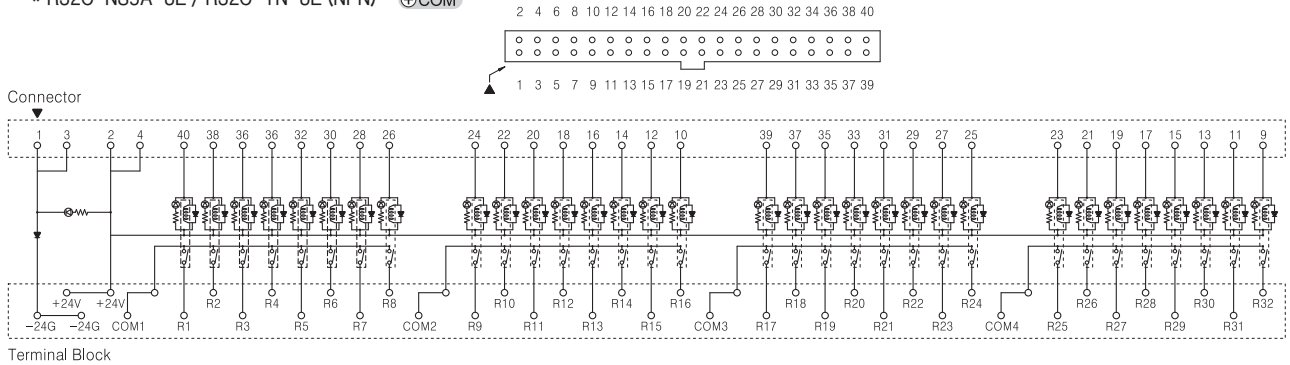 (NPN) ⊕COM
2 4 6 8 10 12 14 16 18 20 22 24 26 28 30 32 34 36 38 40
1 3 5 7 9 11 13 15 17 19 21 23 25 27 29 31 33 35 37 39
Connector
1 3 2 4 40 38 36 36 32 30 28 26 24 22 20 18 16 14 12 10 39 37 35 33 31 29 27 25 23 21 19 17 15 13 11 9
+24V +24V R2 R4 R6 R8 R10 R12 R14 R16 R18 R20 R22 R24 R26 R28 R30 R32
-24G -24G COM1 R1 R3 R5 R7 COM2 R9 R11 R13 R15 COM3 R17 R19 R21 R23 COM4 R25 R27 R29 R31
Terminal Block